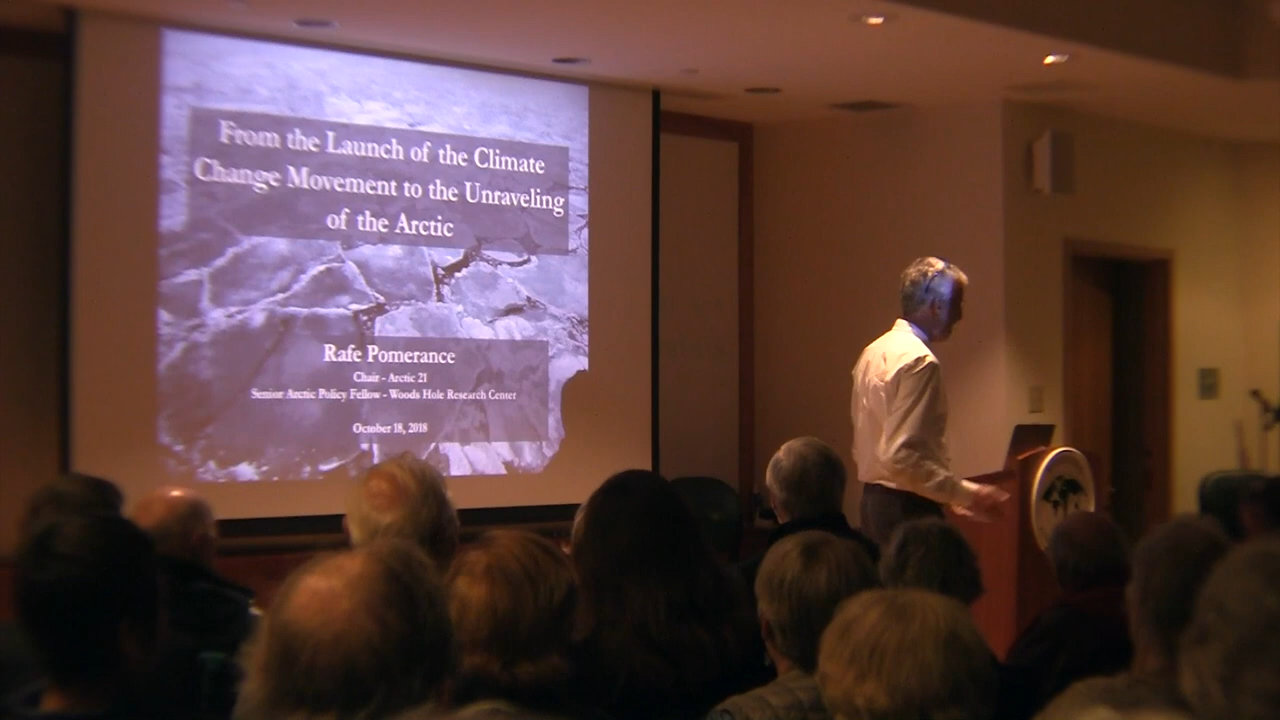 From the Launch of the Climate
Change Movement to the Unraveling
of the Arctic
Rafe Pomerance
Chair - Arctic 21
Senior Arctic Policy Fellow - Woods Hole Research Center
October 18, 2018